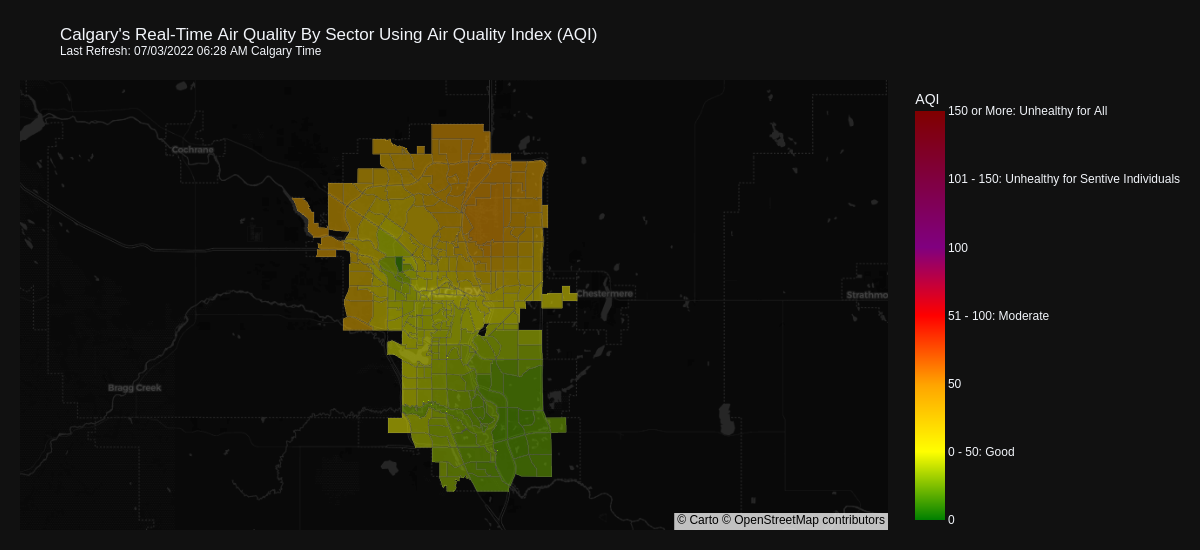 Calgary's Real-Time Air Quality By Sector Using Air Quality Index (AQI)
Last Refresh: 07/03/2022 06:28 AM Calgary Time
AQI
150 or More: Unhealthy for All
Cochrane
101 - 150: Unhealthy for Sentive Individuals
100
Chestermere
Strathmo
51 - 100: Moderate
Bragg Creek
50
0 - 50: Good
© Carto © OpenStreetMap contributors
0